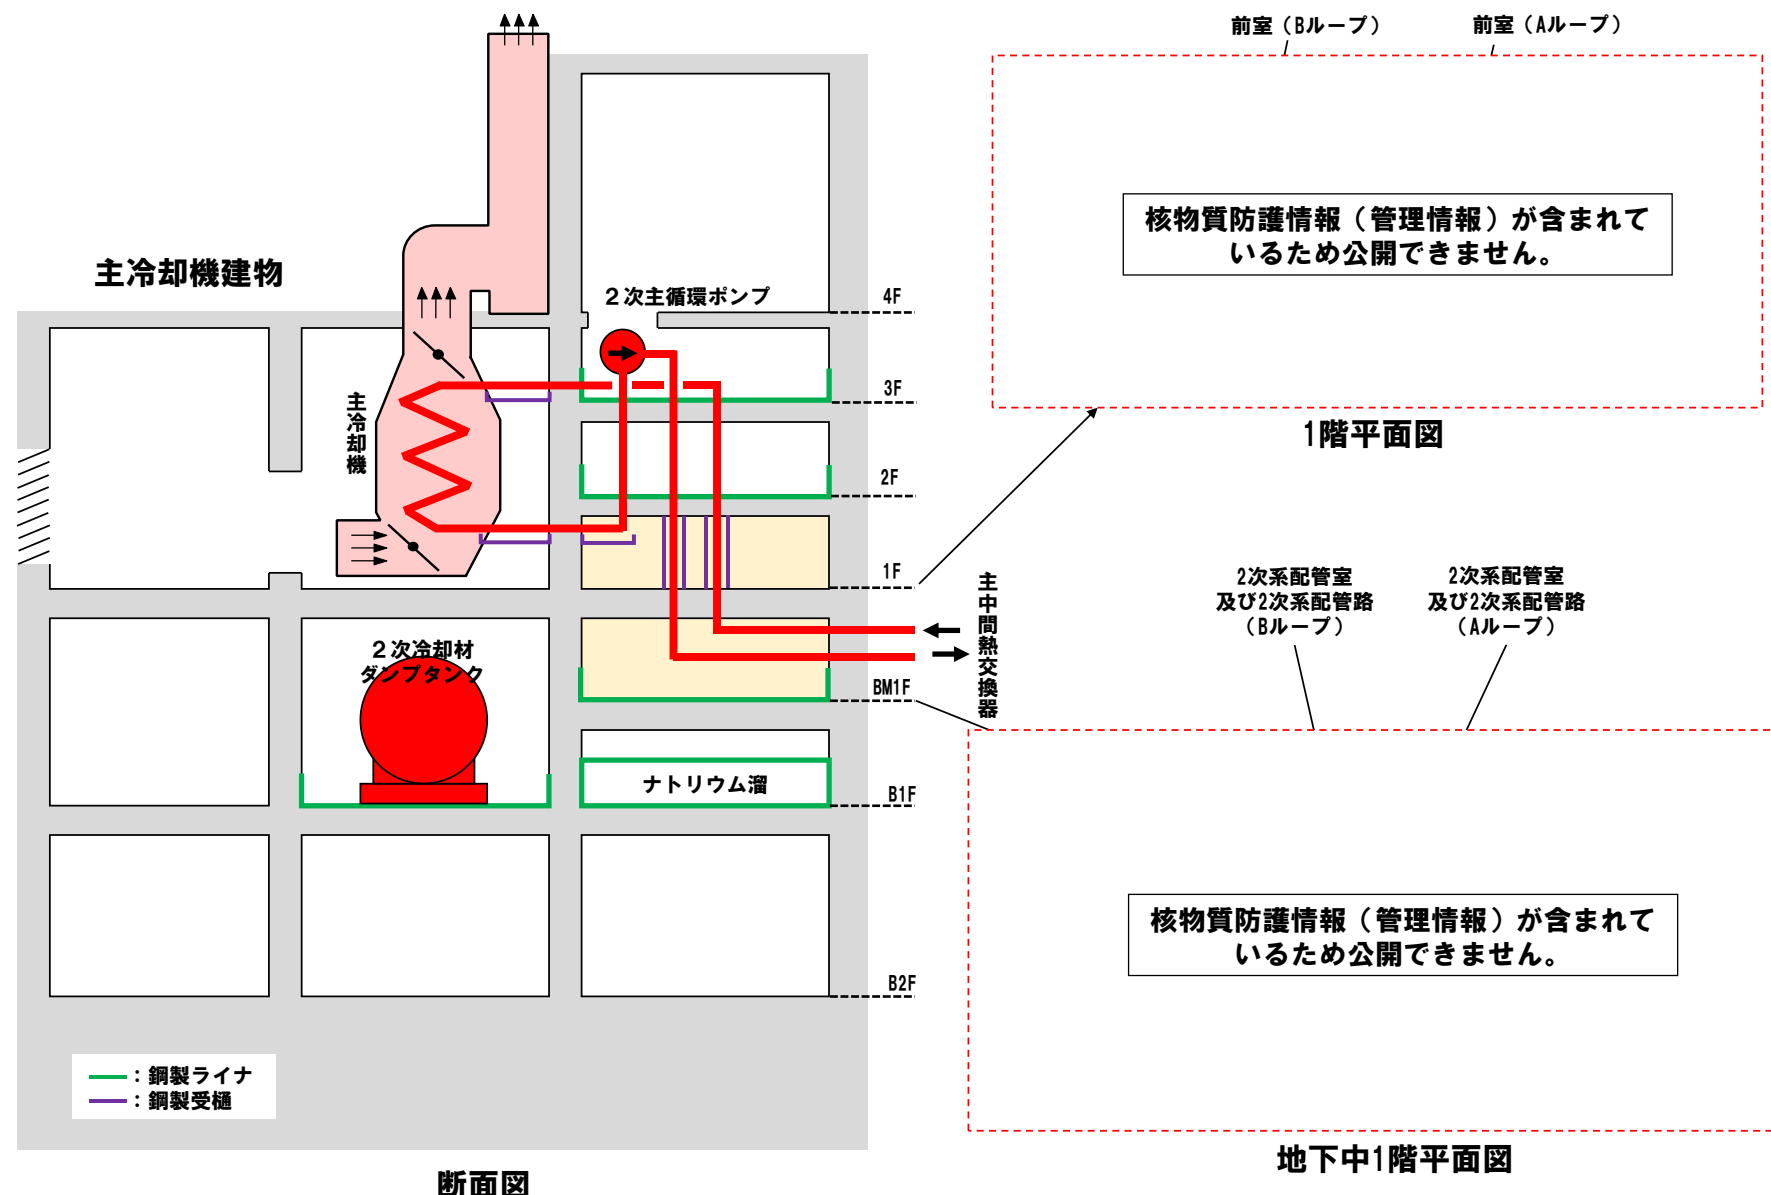 前室（Bループ）
前室（Aループ）
核物質防護情報（管理情報）が含まれて
いるため公開できません。
1階平面図
主冷却機建物
２次主循環ポンプ
4F
3F
2F
1F
BM1F
B1F
B2F
主冷却機
主中間熱交換器
２次冷却材
ダンプタンク
ナトリウム溜
2次系配管室
及び2次系配管路
（Bループ）
2次系配管室
及び2次系配管路
（Aループ）
核物質防護情報（管理情報）が含まれて
いるため公開できません。
地下中1階平面図
：鋼製ライナ
：鋼製受樋
断面図